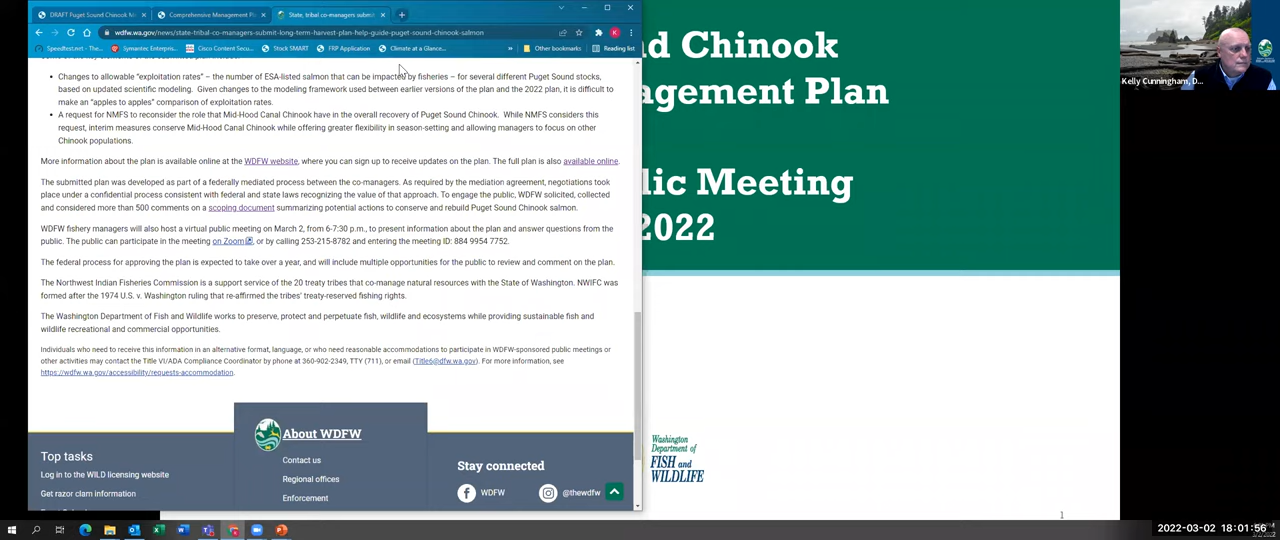 DRAFT Puget Sound Chinook M
Comprehensive Management Pl
State, tribal co-managers submit
wdfw.wa.gov/news/state-tribal-co-managers-submit-long-term-harvest-plan-help-guide-puget-sound-chinook-salmon
Speedtest.net - The... Symantec Enterpris... Cisco Content Secu... Stock SMART FRP Application Climate at a Glance... » Other bookmarks Reading list
Changes to allowable “exploitation rates” – the number of ESA-listed salmon that can be impacted by fisheries – for several different Puget Sound stocks,
based on updated scientific modeling. Given changes to the modeling framework used between earlier versions of the plan and the 2022 plan, it is difficult to
make an “apples to apples” comparison of exploitation rates.
A request for NMFS to reconsider the role that Mid-Hood Canal Chinook have in the overall recovery of Puget Sound Chinook. While NMFS considers this
request, interim measures conserve Mid-Hood Canal Chinook while offering greater flexibility in season-setting and allowing managers to focus on other
Chinook populations.
More information about the plan is available online at the WDFW website, where you can sign up to receive updates on the plan. The full plan is also available online.
The submitted plan was developed as part of a federally mediated process between the co-managers. As required by the mediation agreement, negotiations took
place under a confidential process consistent with federal and state laws recognizing the value of that approach. To engage the public, WDFW solicited, collected
and considered more than 500 comments on a scoping document summarizing potential actions to conserve and rebuild Puget Sound Chinook salmon.
WDFW fishery managers will also host a virtual public meeting on March 2, from 6-7:30 p.m., to present information about the plan and answer questions from the
public. The public can participate in the meeting on Zoom, or by calling 253-215-8782 and entering the meeting ID: 884 9954 7752.
The federal process for approving the plan is expected to take over a year, and will include multiple opportunities for the public to review and comment on the plan.
The Northwest Indian Fisheries Commission is a support service of the 20 treaty tribes that co-manage natural resources with the State of Washington. NWIFC was
formed after the 1974 U.S. v. Washington ruling that re-affirmed the tribes’ treaty-reserved fishing rights.
The Washington Department of Fish and Wildlife works to preserve, protect and perpetuate fish, wildlife and ecosystems while providing sustainable fish and
wildlife recreational and commercial opportunities.
Individuals who need to receive this information in an alternative format, language, or who need reasonable accommodations to participate in WDFW-sponsored public meetings or
other activities may contact the Title VI/ADA Compliance Coordinator by phone at 360-902-2349, TTY (711), or email (Title6@dfw.wa.gov). For more information, see
https://wdfw.wa.gov/accessibility/requests-accommodation.
About WDFW
Contact us
Regional offices
Enforcement
Top tasks
Log in to the WILD licensing website
Get razor clam information
Stay connected
WDFW
@thewdfw
d Chinook
agement Plan
lic Meeting
2022
Washington
Department of
FISH and
WILDLIFE
1
Kelly Cunningham, D...
2022-03-02 18:01:56